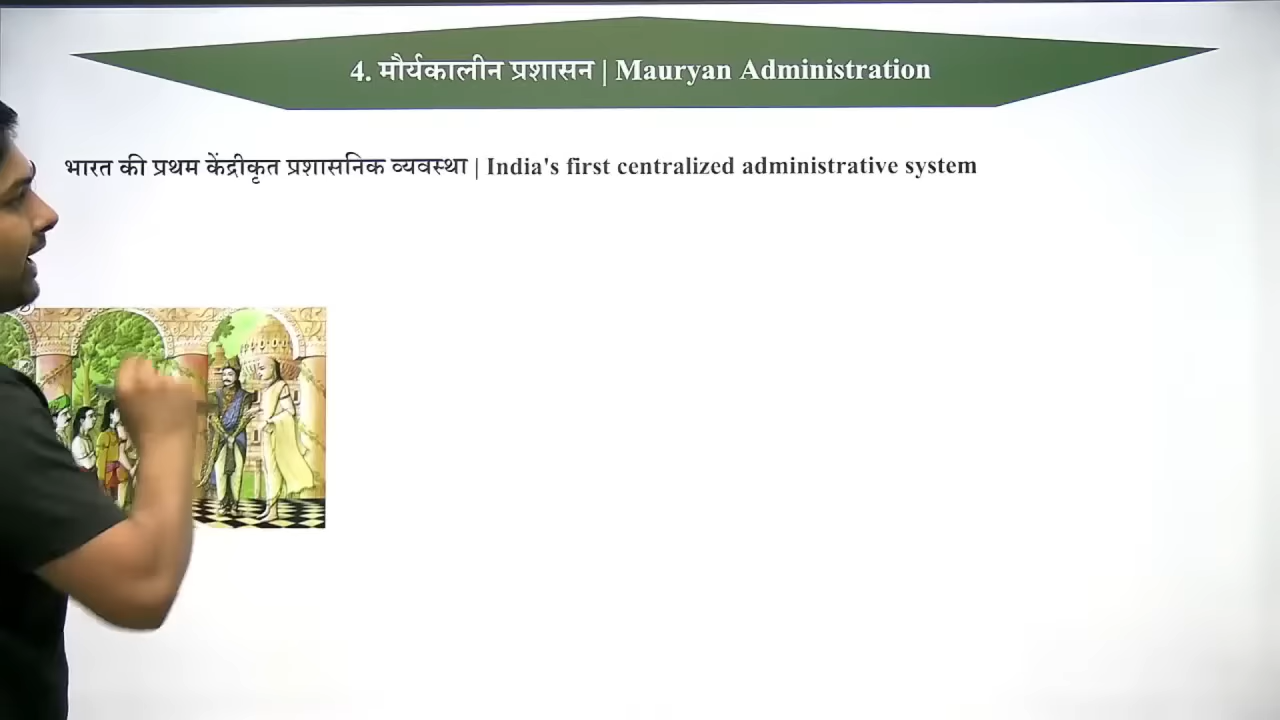 4. मौर्यकालीन प्रशासन | Mauryan Administration
भारत की प्रथम केंद्रीकृत प्रशासनिक व्यवस्था | India's first centralized administrative system